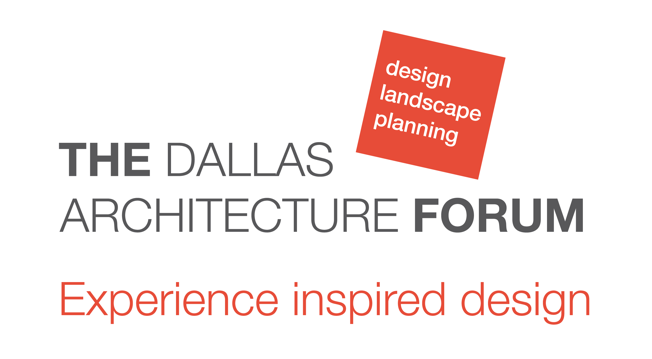 design
landscape
planning
THE DALLAS
ARCHITECTURE FORUM
Experience inspired design